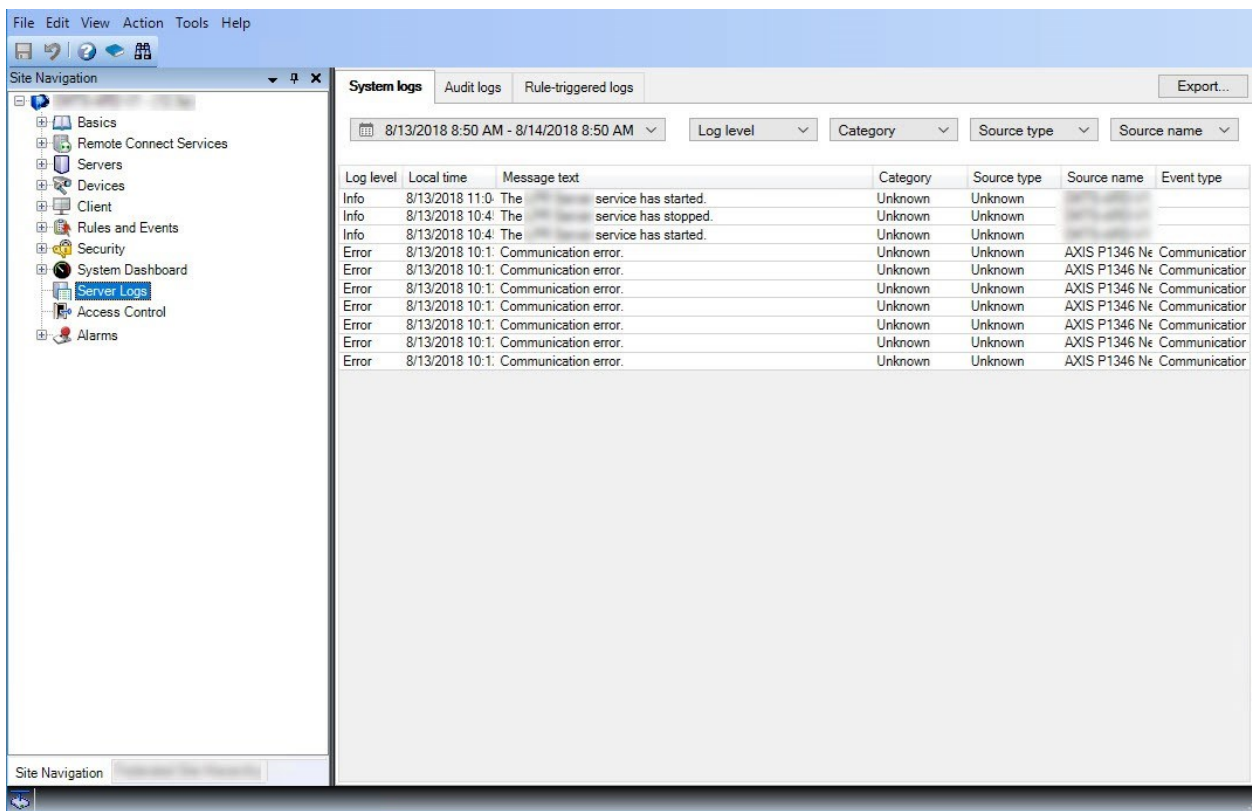 File Edit View Action Tools Help
Site Navigation
Basics
Remote Connect Services
Servers
Devices
Client
Rules and Events
Security
System Dashboard
Server Logs
Access Control
Alarms
Site Navigation
System logs Audit logs Rule-triggered logs Export...
8/13/2018 8:50 AM - 8/14/2018 8:50 AM Log level Category Source type Source name
Log level Local time Message text Category Source type Source name Event type
Info 8/13/2018 11:0 The service has started. Unknown Unknown
Info 8/13/2018 10:4 The service has stopped. Unknown Unknown
Info 8/13/2018 10:4 The service has started. Unknown Unknown
Error 8/13/2018 10:1 Communication error. Unknown Unknown AXIS P1346 Ne Communication
Error 8/13/2018 10:1 Communication error. Unknown Unknown AXIS P1346 Ne Communication
Error 8/13/2018 10:1 Communication error. Unknown Unknown AXIS P1346 Ne Communication
Error 8/13/2018 10:1 Communication error. Unknown Unknown AXIS P1346 Ne Communication
Error 8/13/2018 10:1 Communication error. Unknown Unknown AXIS P1346 Ne Communication
Error 8/13/2018 10:1 Communication error. Unknown Unknown AXIS P1346 Ne Communication
Error 8/13/2018 10:1 Communication error. Unknown Unknown AXIS P1346 Ne Communication